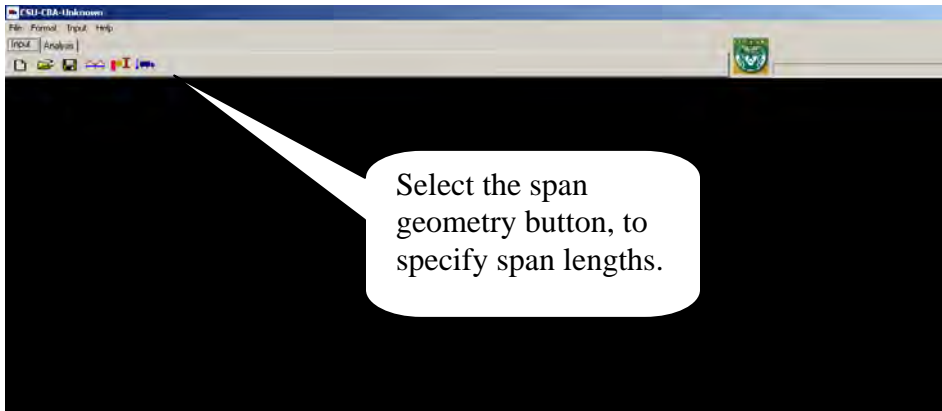 CSU-CBA-Unknown
File Format Input Help
Input Analysis
Select the span
geometry button, to
specify span lengths.